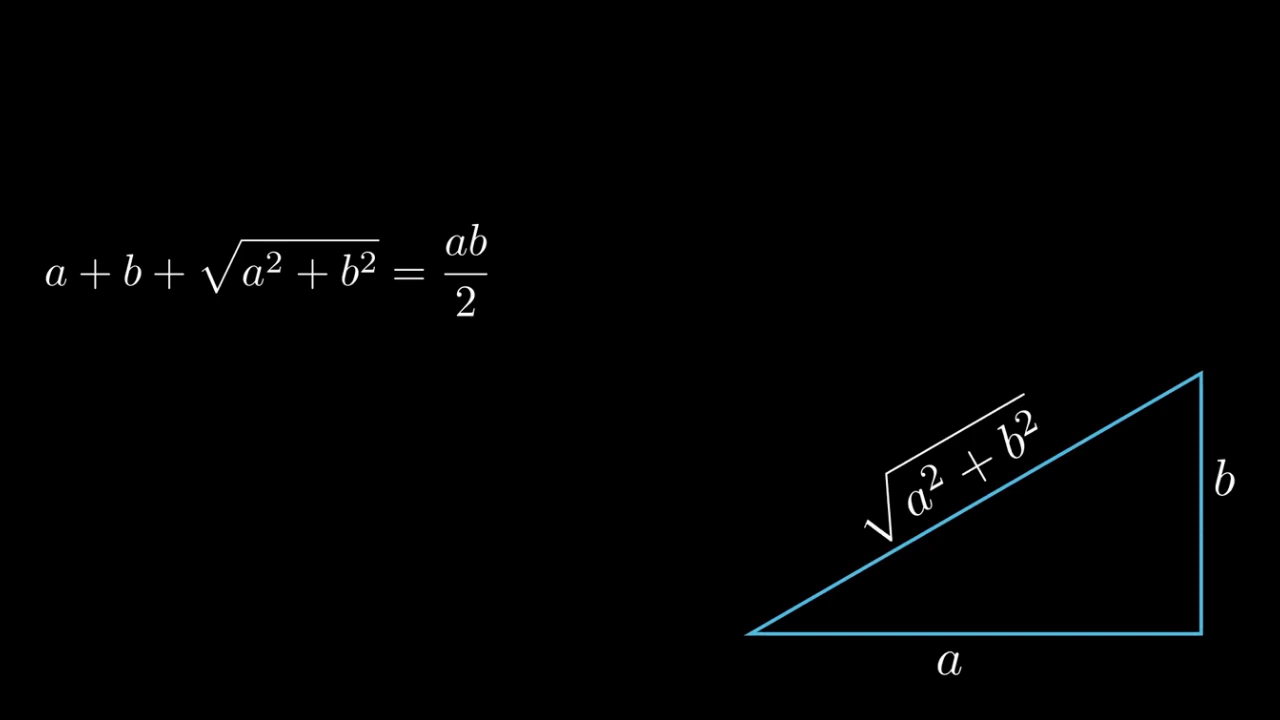 a + b + √(a² + b²) = ab/2
√(a² + b²)
b
a